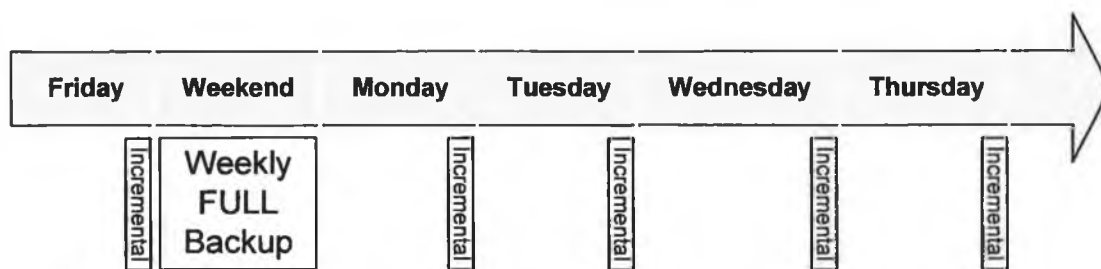 Friday Weekend Monday Tuesday Wednesday Thursday
Incremental
Weekly
FULL
Backup
Incremental
Incremental
Incremental
Incremental